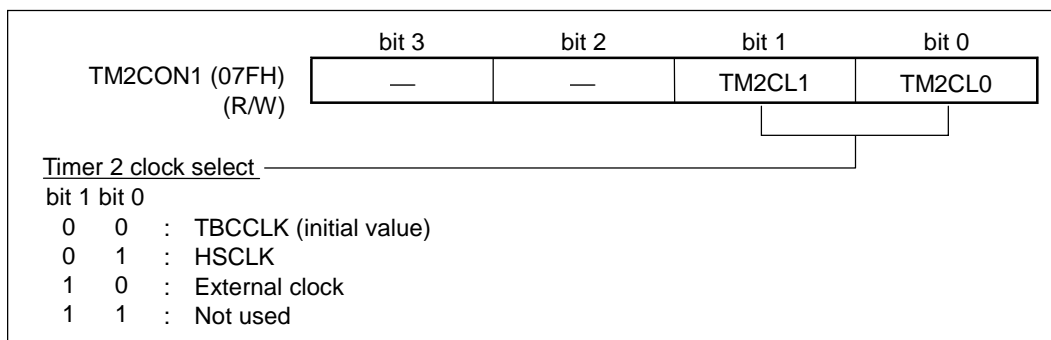 bit 3 bit 2 bit 1 bit 0
TM2CON1 (07FH) — — TM2CL1 TM2CL0
(R/W)
Timer 2 clock select
bit 1 bit 0
0 0 : TBCCLK (initial value)
0 1 : HSCLK
1 0 : External clock
1 1 : Not used